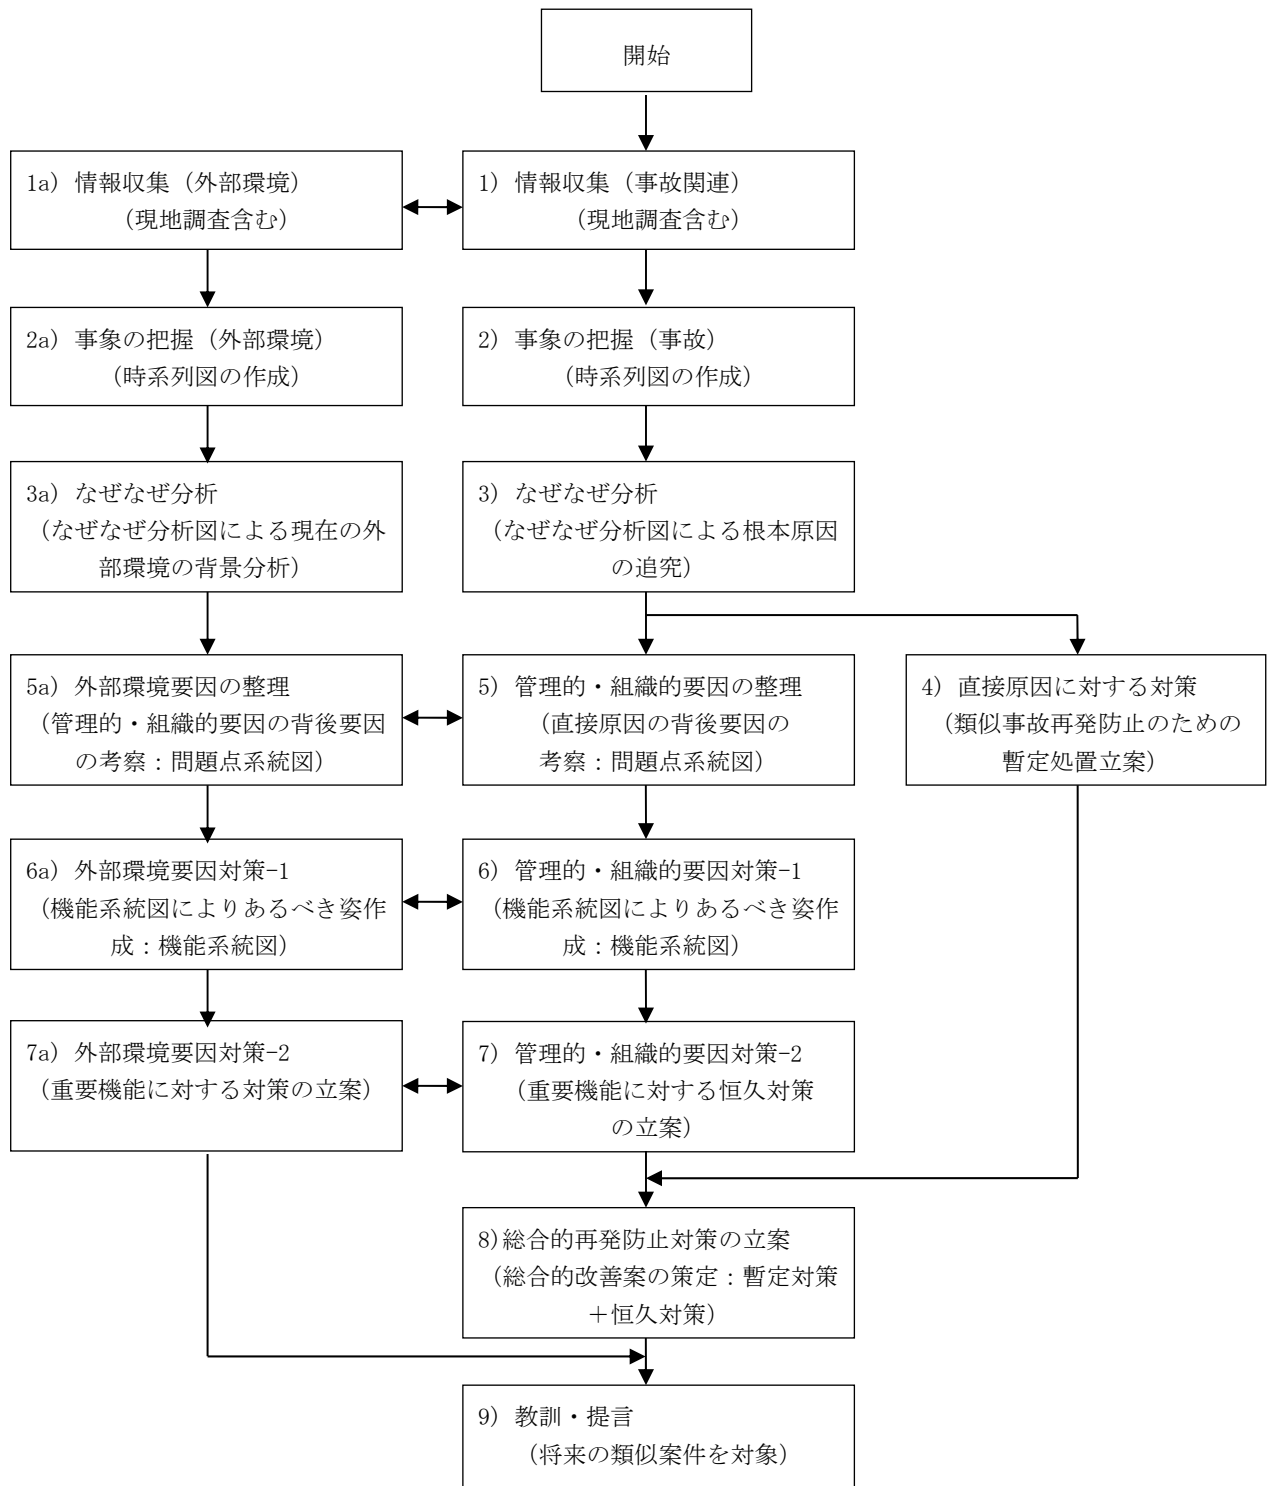 開始
1a) 情報収集（外部環境）
（現地調査含む）
1) 情報収集（事故関連）
（現地調査含む）
2a) 事象の把握（外部環境）
（時系列図の作成）
2) 事象の把握（事故）
（時系列図の作成）
3a) なぜなぜ分析
（なぜなぜ分析図による現在の外
部環境の背景分析）
3) なぜなぜ分析
（なぜなぜ分析図による根本原因
の追究）
5a) 外部環境要因の整理
（管理的・組織的要因の背後要因
の考察：問題点系統図）
5) 管理的・組織的要因の整理
（直接原因の背後要因の
考察：問題点系統図）
4) 直接原因に対する対策
（類似事故再発防止のための
暫定処置立案）
6a) 外部環境要因対策-1
（機能系統図によりあるべき姿作
成：機能系統図）
6) 管理的・組織的要因対策-1
（機能系統図によりあるべき姿作
成：機能系統図）
7a) 外部環境要因対策-2
（重要機能に対する対策の立案）
7) 管理的・組織的要因対策-2
（重要機能に対する恒久対策
の立案）
8)総合的再発防止対策の立案
（総合的改善案の策定：暫定対策
＋恒久対策）
9) 教訓・提言
（将来の類似案件を対象）